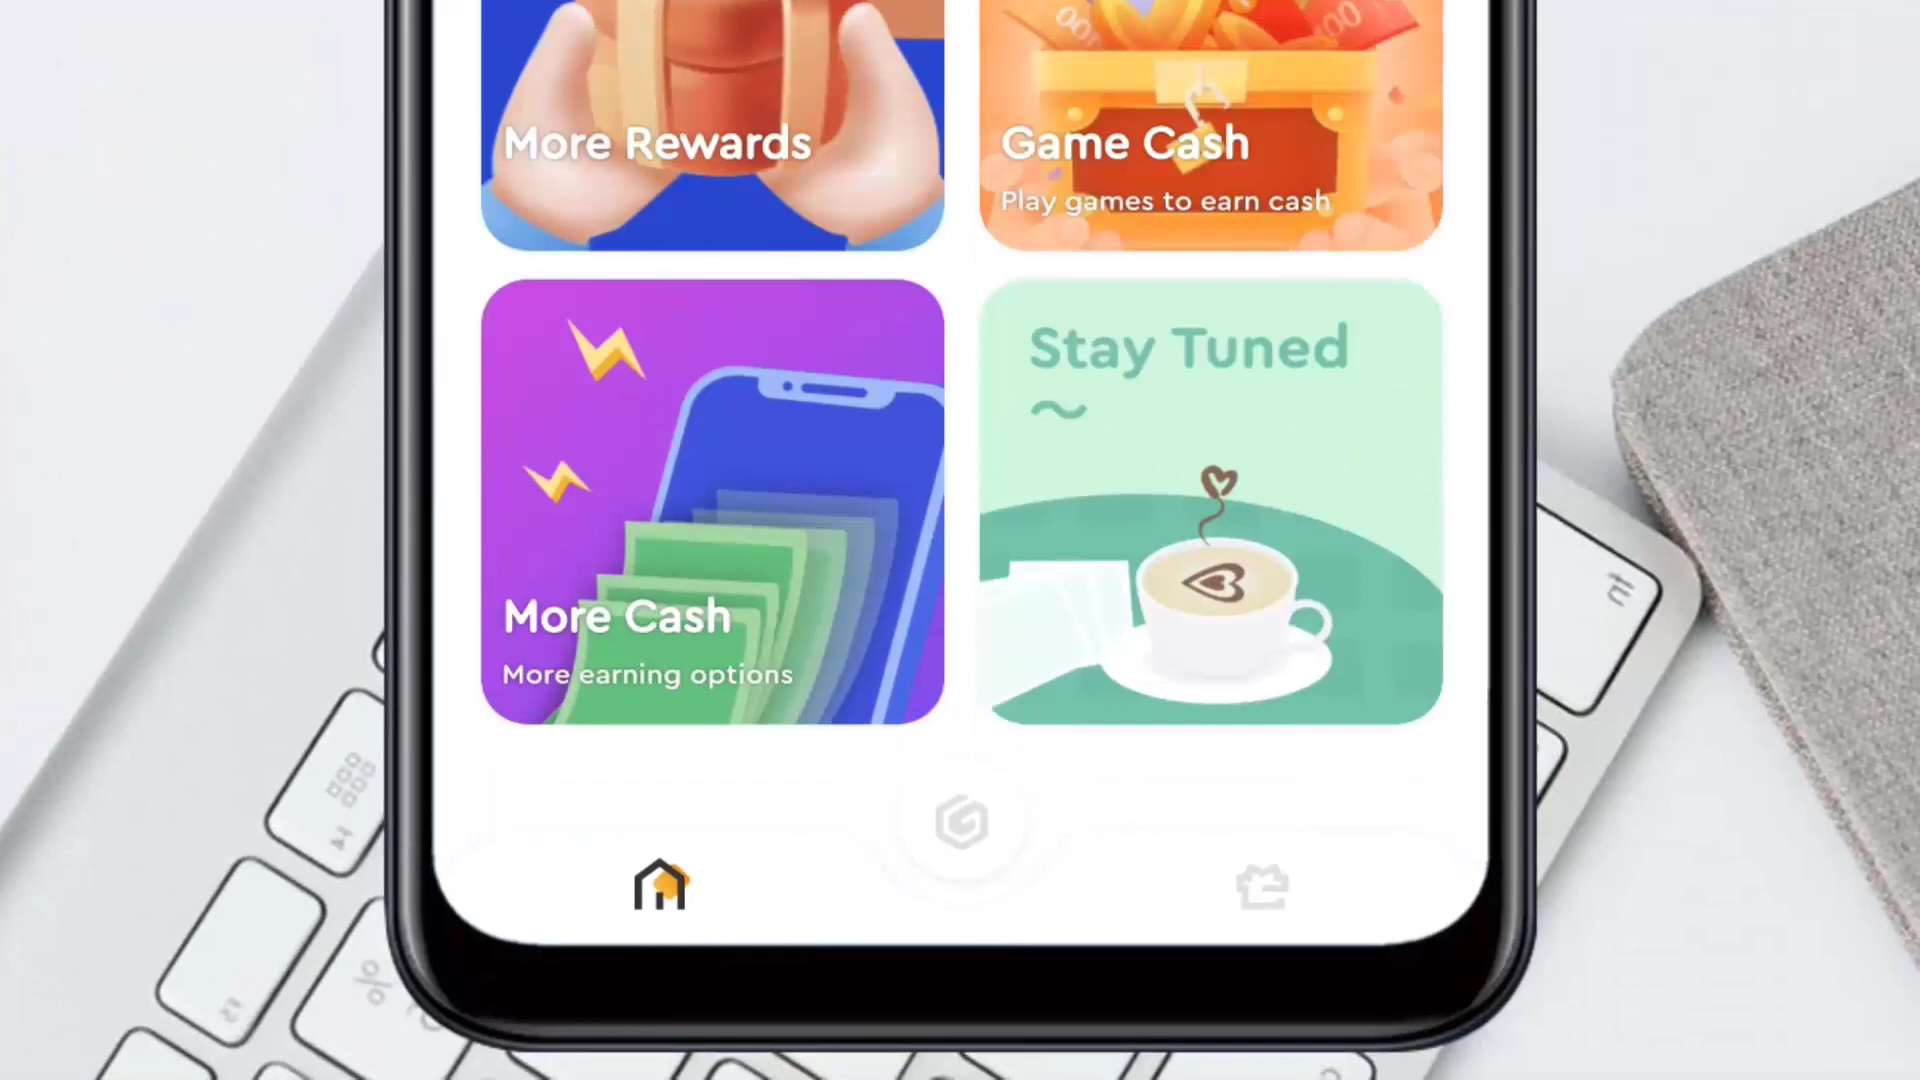 More Rewards
Game Cash
Play games to earn cash
Stay Tuned
~
More Cash
More earning options